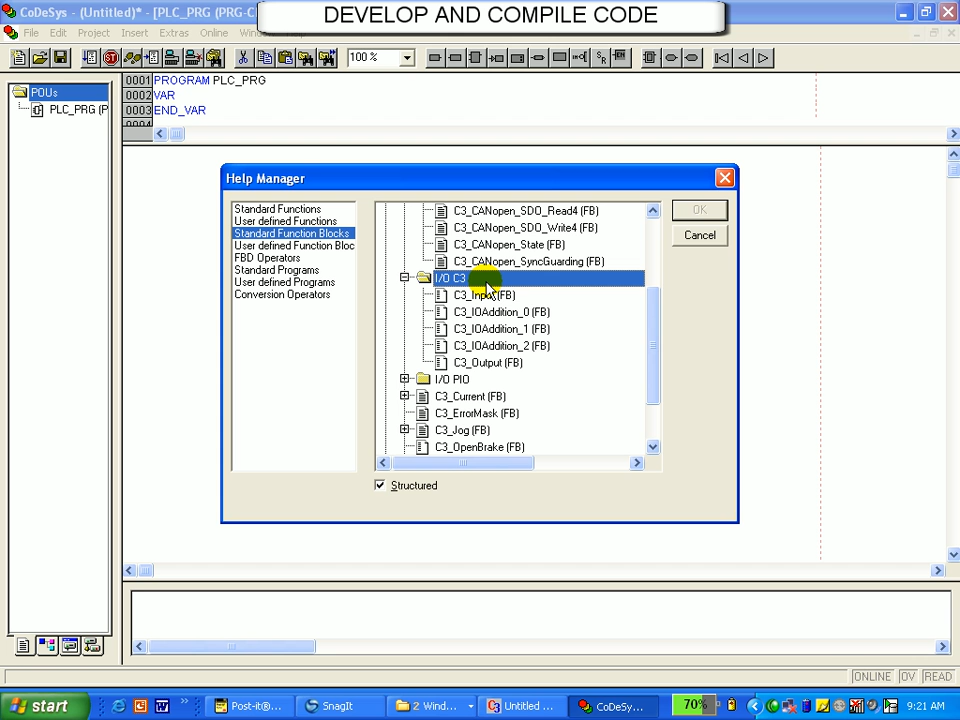 CoDeSys - (Untitled)* - [PLC_PRG (PRG-C
DEVELOP AND COMPILE CODE
File Edit Project Insert Extras Online
100 %
POUs
PLC_PRG (P
0001 PROGRAM PLC_PRG
0002 VAR
0003 END_VAR
0004
Help Manager
Standard Functions
User defined Functions
Standard Function Blocks
User defined Function Bloc
FBD Operators
Standard Programs
User defined Programs
Conversion Operators
C3_CANopen_SDO_Read4 (FB)
C3_CANopen_SDO_Write4 (FB)
C3_CANopen_State (FB)
C3_CANopen_SyncGuarding (FB)
I/O C3
C3_Input (FB)
C3_IOAddition_0 (FB)
C3_IOAddition_1 (FB)
C3_IOAddition_2 (FB)
C3_Output (FB)
I/O PIO
C3_Current (FB)
C3_ErrorMask (FB)
C3_Jog (FB)
C3_OpenBrake (FB)
OK
Cancel
Structured
ONLINE OV READ
start
Post-it®...
SnagIt
2 Wind...
Untitled ...
CoDeSy...
70%
9:21 AM